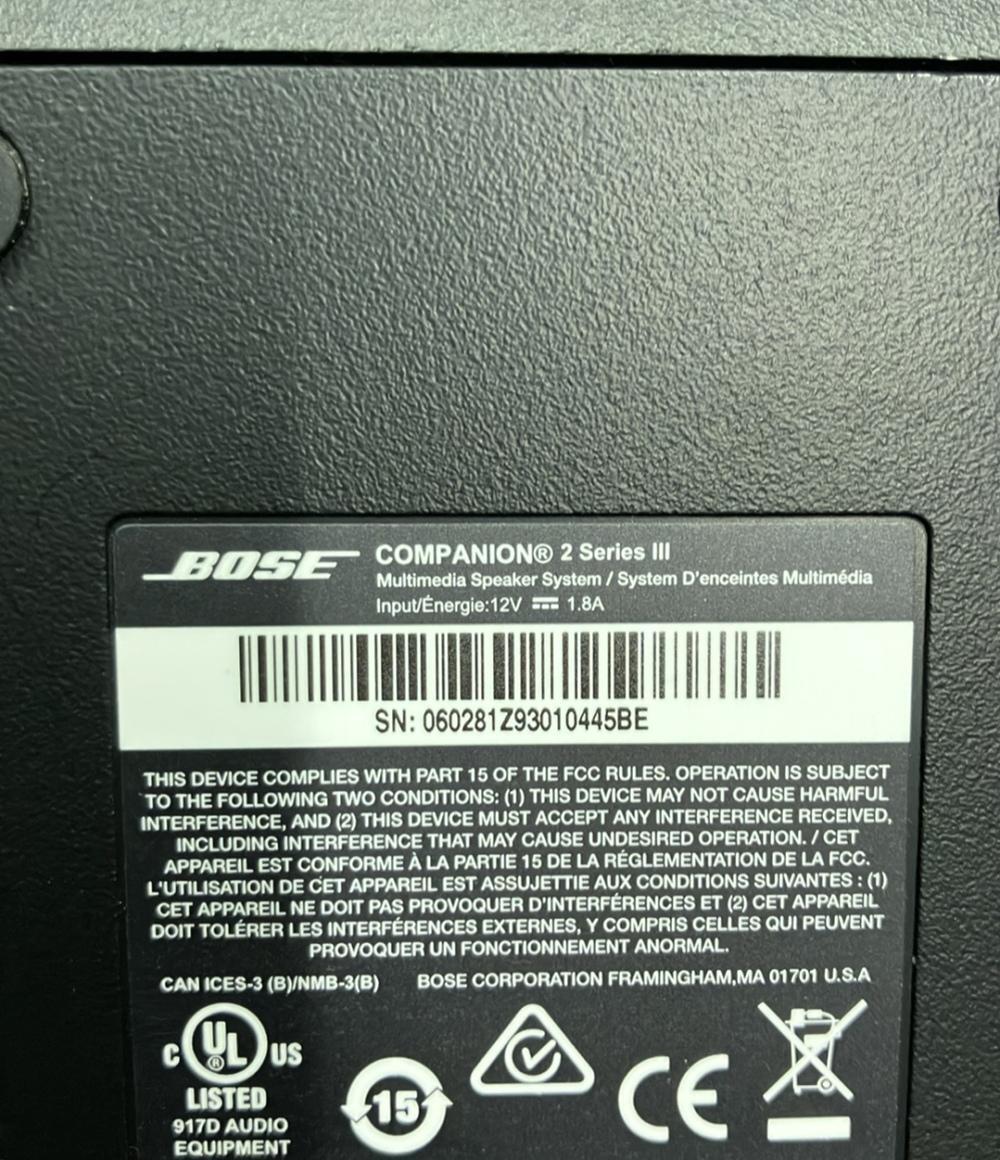 BOSE
COMPANION® 2 Series III
Multimedia Speaker System / System D'enceintes Multimédia
Input/Énergie:12V ⎓ 1.8A
SN: 060281Z93010445BE
THIS DEVICE COMPLIES WITH PART 15 OF THE FCC RULES. OPERATION IS SUBJECT
TO THE FOLLOWING TWO CONDITIONS: (1) THIS DEVICE MAY NOT CAUSE HARMFUL
INTERFERENCE, AND (2) THIS DEVICE MUST ACCEPT ANY INTERFERENCE RECEIVED,
INCLUDING INTERFERENCE THAT MAY CAUSE UNDESIRED OPERATION. / CET
APPAREIL EST CONFORME À LA PARTIE 15 DE LA RÉGLEMENTATION DE LA FCC.
L'UTILISATION DE CET APPAREIL EST ASSUJETTIE AUX CONDITIONS SUIVANTES : (1)
CET APPAREIL NE DOIT PAS PROVOQUER D'INTERFÉRENCES ET (2) CET APPAREIL
DOIT TOLÉRER LES INTERFÉRENCES EXTERNES, Y COMPRIS CELLES QUI PEUVENT
PROVOQUER UN FONCTIONNEMENT ANORMAL.
CAN ICES-3 (B)/NMB-3(B) BOSE CORPORATION FRAMINGHAM,MA 01701 U.S.A
C UL® US
LISTED
917D AUDIO
EQUIPMENT
15
CE